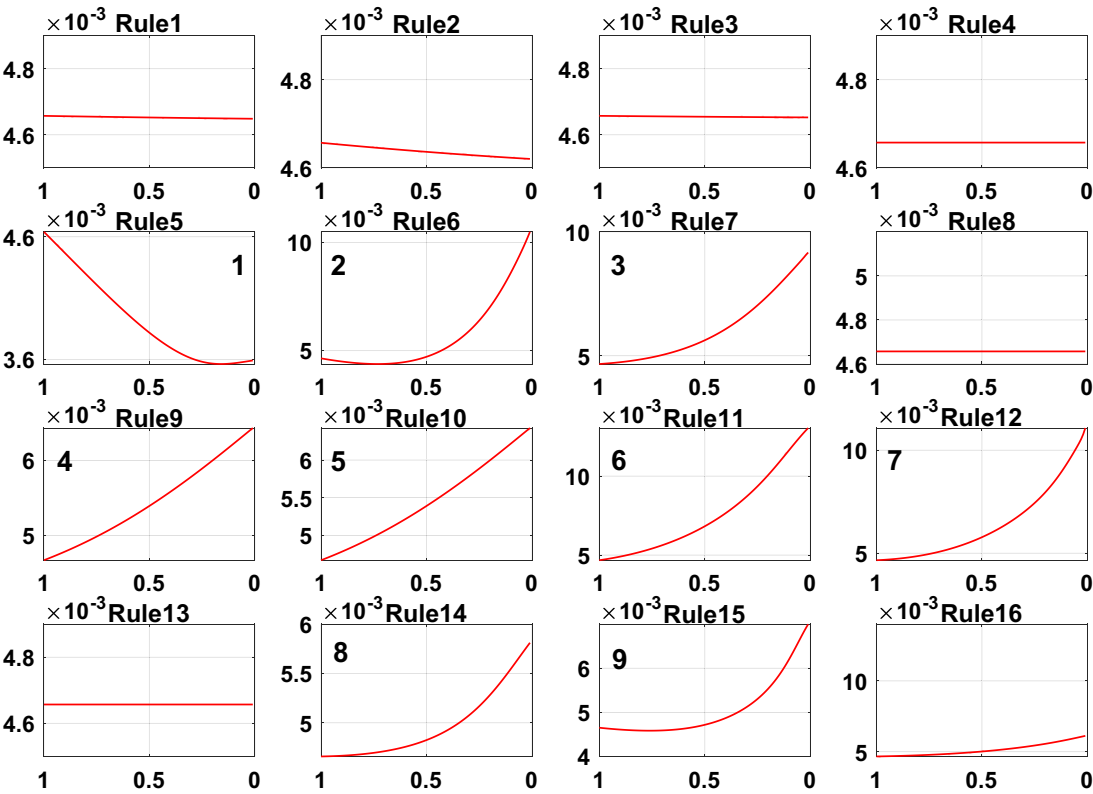 ×10-3 Rule1
4.8
4.6
1 0.5 0
×10-3 Rule2
4.8
4.6
1 0.5 0
×10-3 Rule3
4.8
4.6
1 0.5 0
×10-3 Rule4
4.8
4.6
1 0.5 0
×10-3 Rule5
4.6
1
3.6
1 0.5 0
×10-3 Rule6
10
2
5
1 0.5 0
×10-3 Rule7
10
3
5
1 0.5 0
×10-3 Rule8
5
4.8
4.6
1 0.5 0
×10-3 Rule9
6
4
5
1 0.5 0
×10-3 Rule10
6
5
5.5
5
1 0.5 0
×10-3 Rule11
6
10
5
1 0.5 0
×10-3 Rule12
10
7
5
1 0.5 0
×10-3 Rule13
4.8
4.6
1 0.5 0
×10-3 Rule14
6
8
5.5
5
1 0.5 0
×10-3 Rule15
9
6
5
4
1 0.5 0
×10-3 Rule16
10
5
1 0.5 0